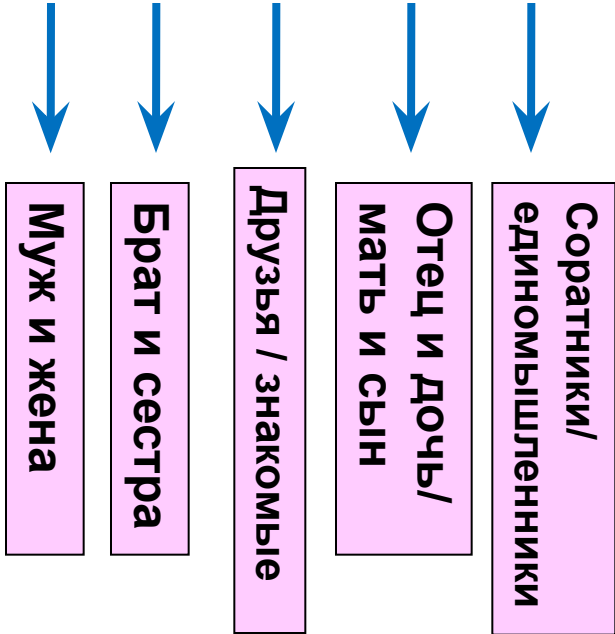 Муж и жена
Брат и сестра
Друзья / знакомые
Отец и дочь/
мать и сын
Соратники/
единомышленники